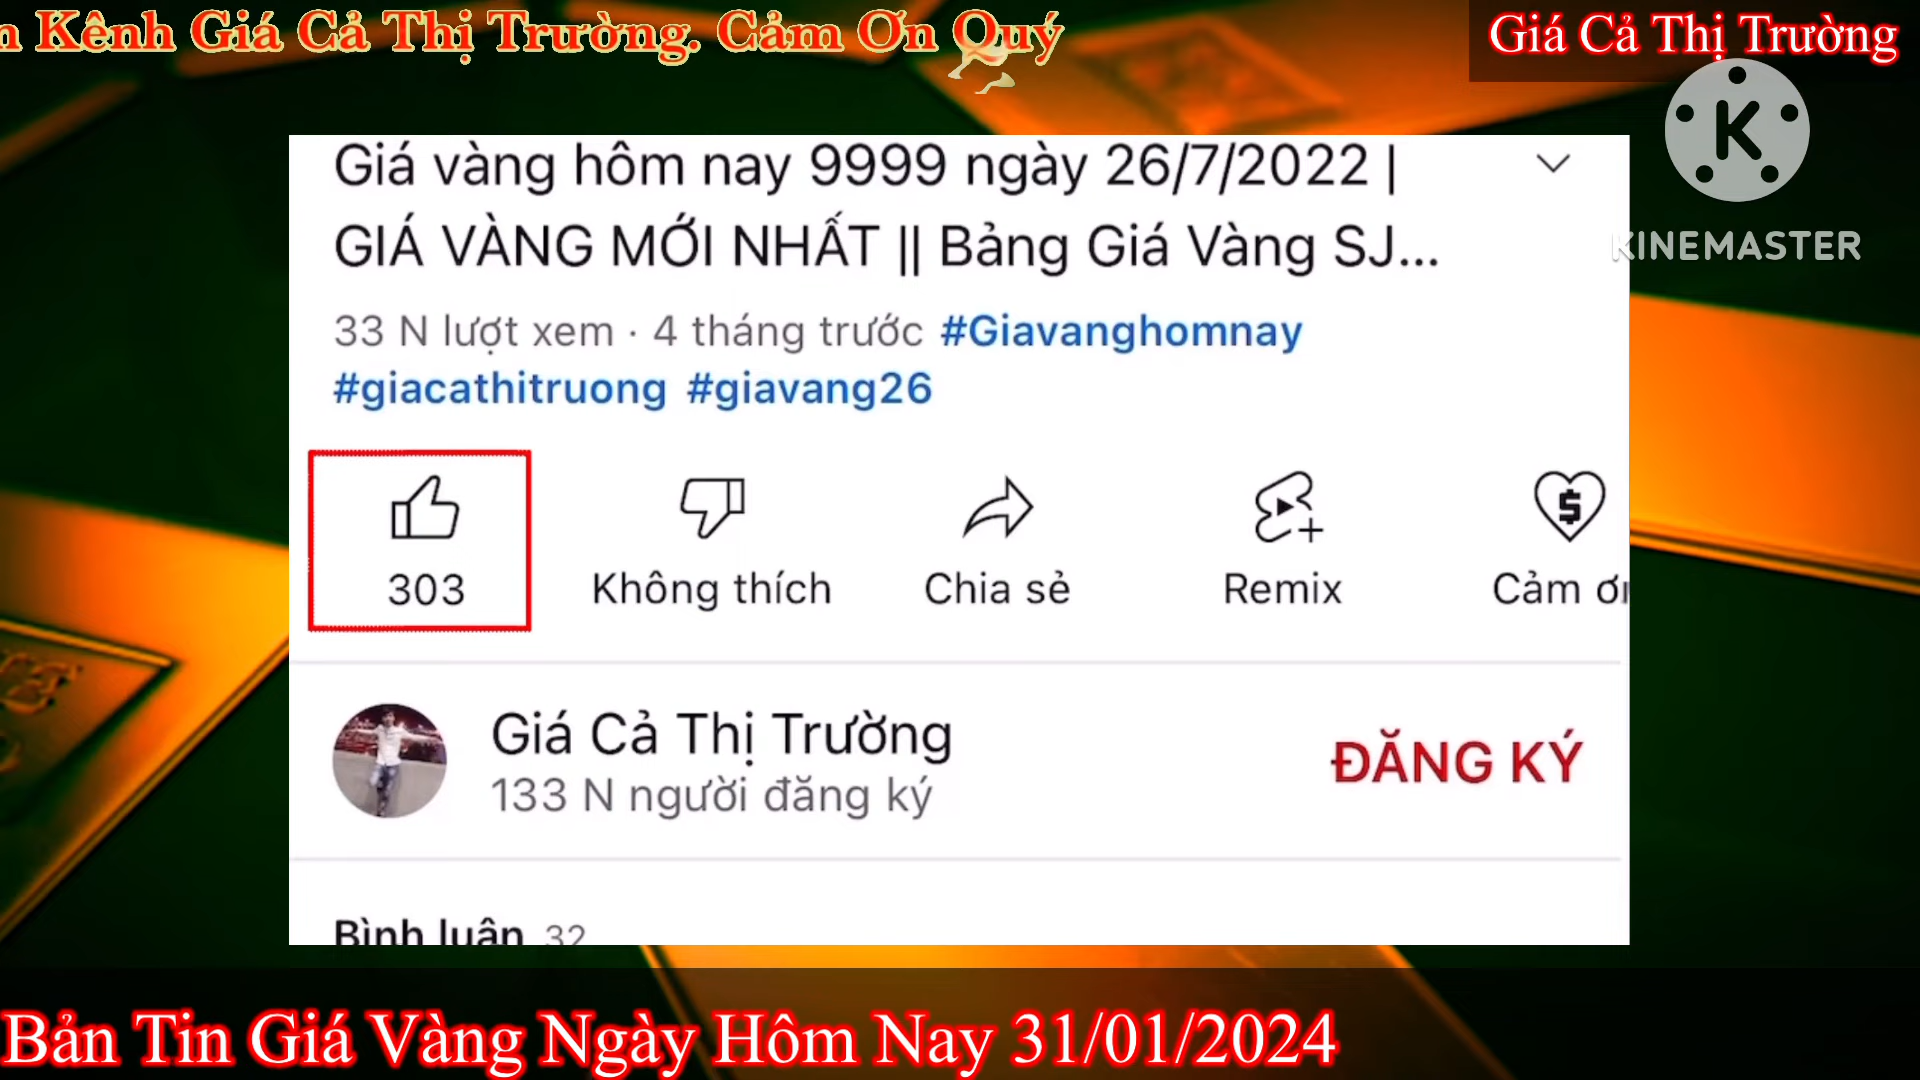 Kênh Giá Cả Thị Trường. Cảm Ơn Quý
Giá Cả Thị Trường
K
KINEMASTER
Giá vàng hôm nay 9999 ngày 26/7/2022 |
GIÁ VÀNG MỚI NHẤT || Bảng Giá Vàng SJ...
33 N lượt xem · 4 tháng trước #Giavanghomnay
#giacathitruong #giavang26
303 Không thích Chia sẻ Remix Cảm ơn
Giá Cả Thị Trường
133 N người đăng ký
ĐĂNG KÝ
Bình luận 32
Bản Tin Giá Vàng Ngày Hôm Nay 31/01/2024